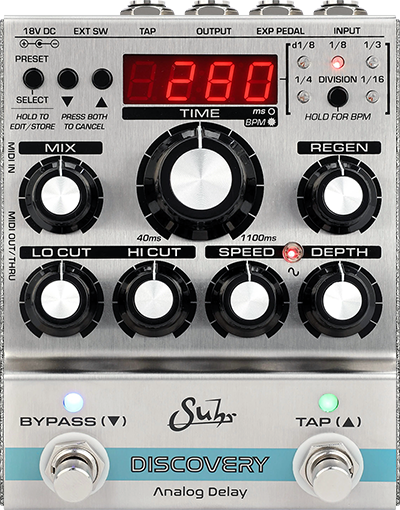 18V DC EXT SW TAP OUTPUT EXP PEDAL INPUT
PRESET
SELECT
HOLD TO
EDIT/STORE
PRESS BOTH
TO CANCEL
280
TIME
ms
BPM
d1/8 1/8 1/3
1/4 DIVISION 1/16
HOLD FOR BPM
MIDI IN
MIX
REGEN
MIDI OUT/THRU
40ms 1100ms
LO CUT HI CUT SPEED DEPTH
BYPASS (▼) Suhr TAP (▲)
DISCOVERY
Analog Delay